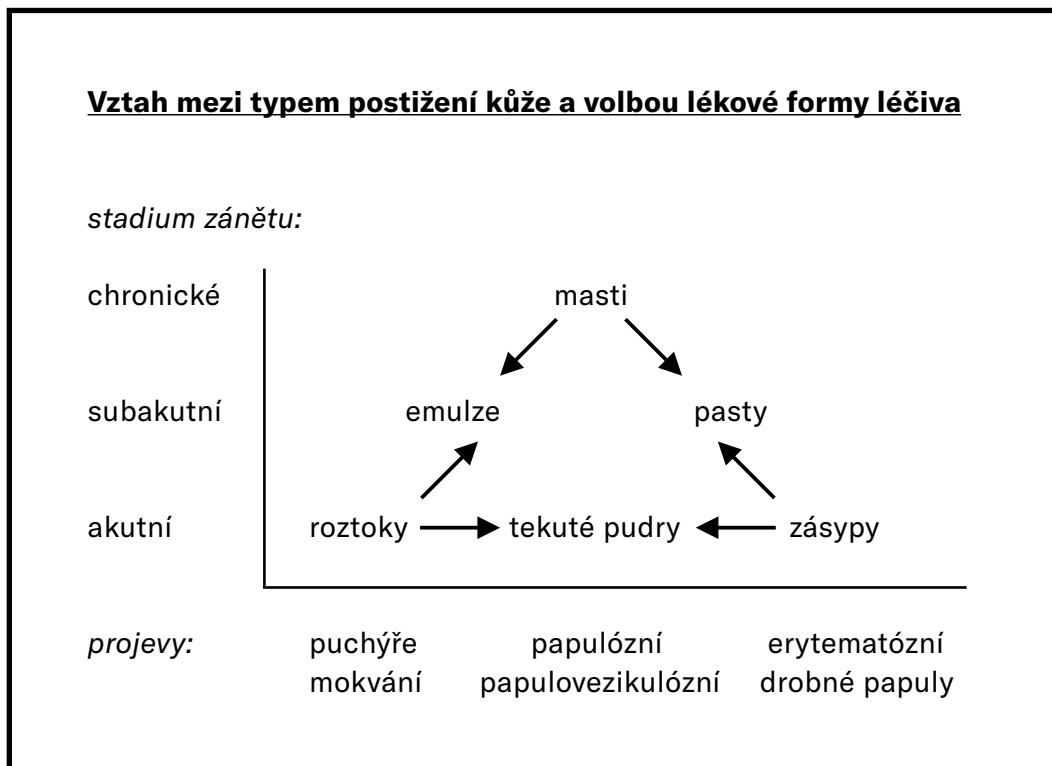 Vztah mezi typem postižení kůže a volbou lékové formy léčiva
stadium zánětu:
chronické masti
subakutní emulze pasty
akutní roztoky tekuté pudry zásypy
projevy: puchýře papulózní erytematózní
mokvání papulovezikulózní drobné papuly